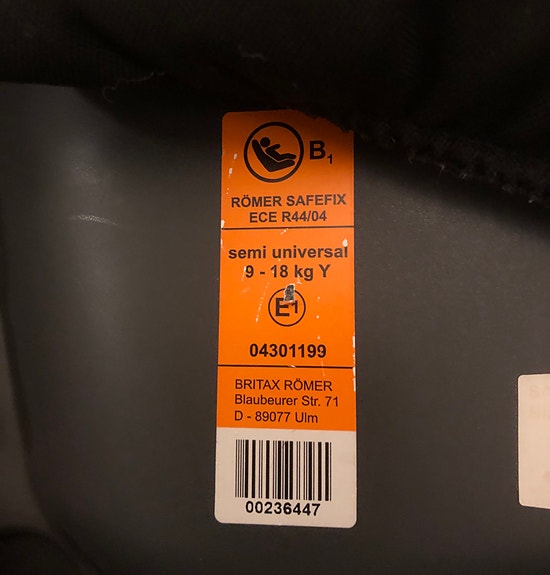 B1
RÖMER SAFEFIX
ECE R44/04
semi universal
9 - 18 kg Y
E1
04301199
BRITAX RÖMER
Blaubeurer Str. 71
D - 89077 Ulm
00236447